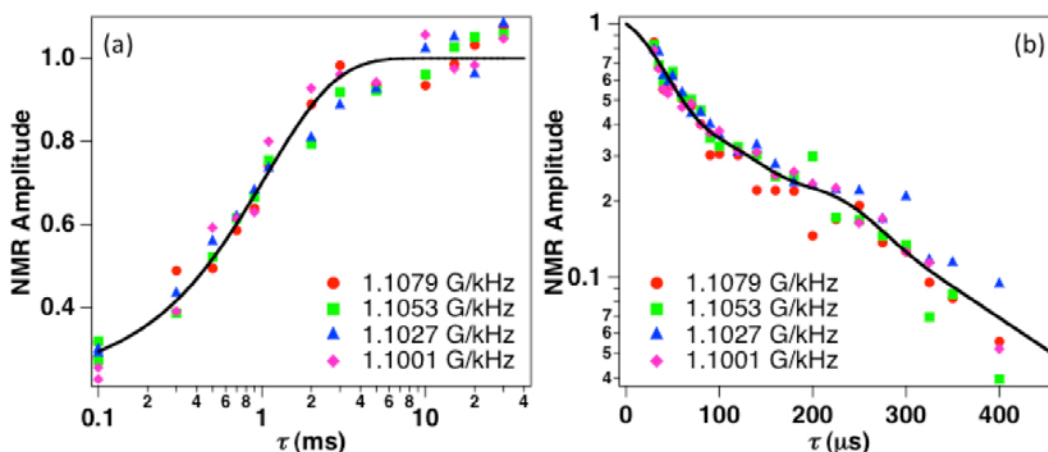 (a)
NMR Amplitude
1.0
0.8
0.6
0.4
1.1079 G/kHz
1.1053 G/kHz
1.1027 G/kHz
1.1001 G/kHz
0.1 2 4 6 8 1 2 4 6 8 10 2 4
τ (ms)
(b)
NMR Amplitude
1
8
7
6
5
4
3
2
0.1
8
7
6
5
4
1.1079 G/kHz
1.1053 G/kHz
1.1027 G/kHz
1.1001 G/kHz
0 100 200 300 400
τ (μs)